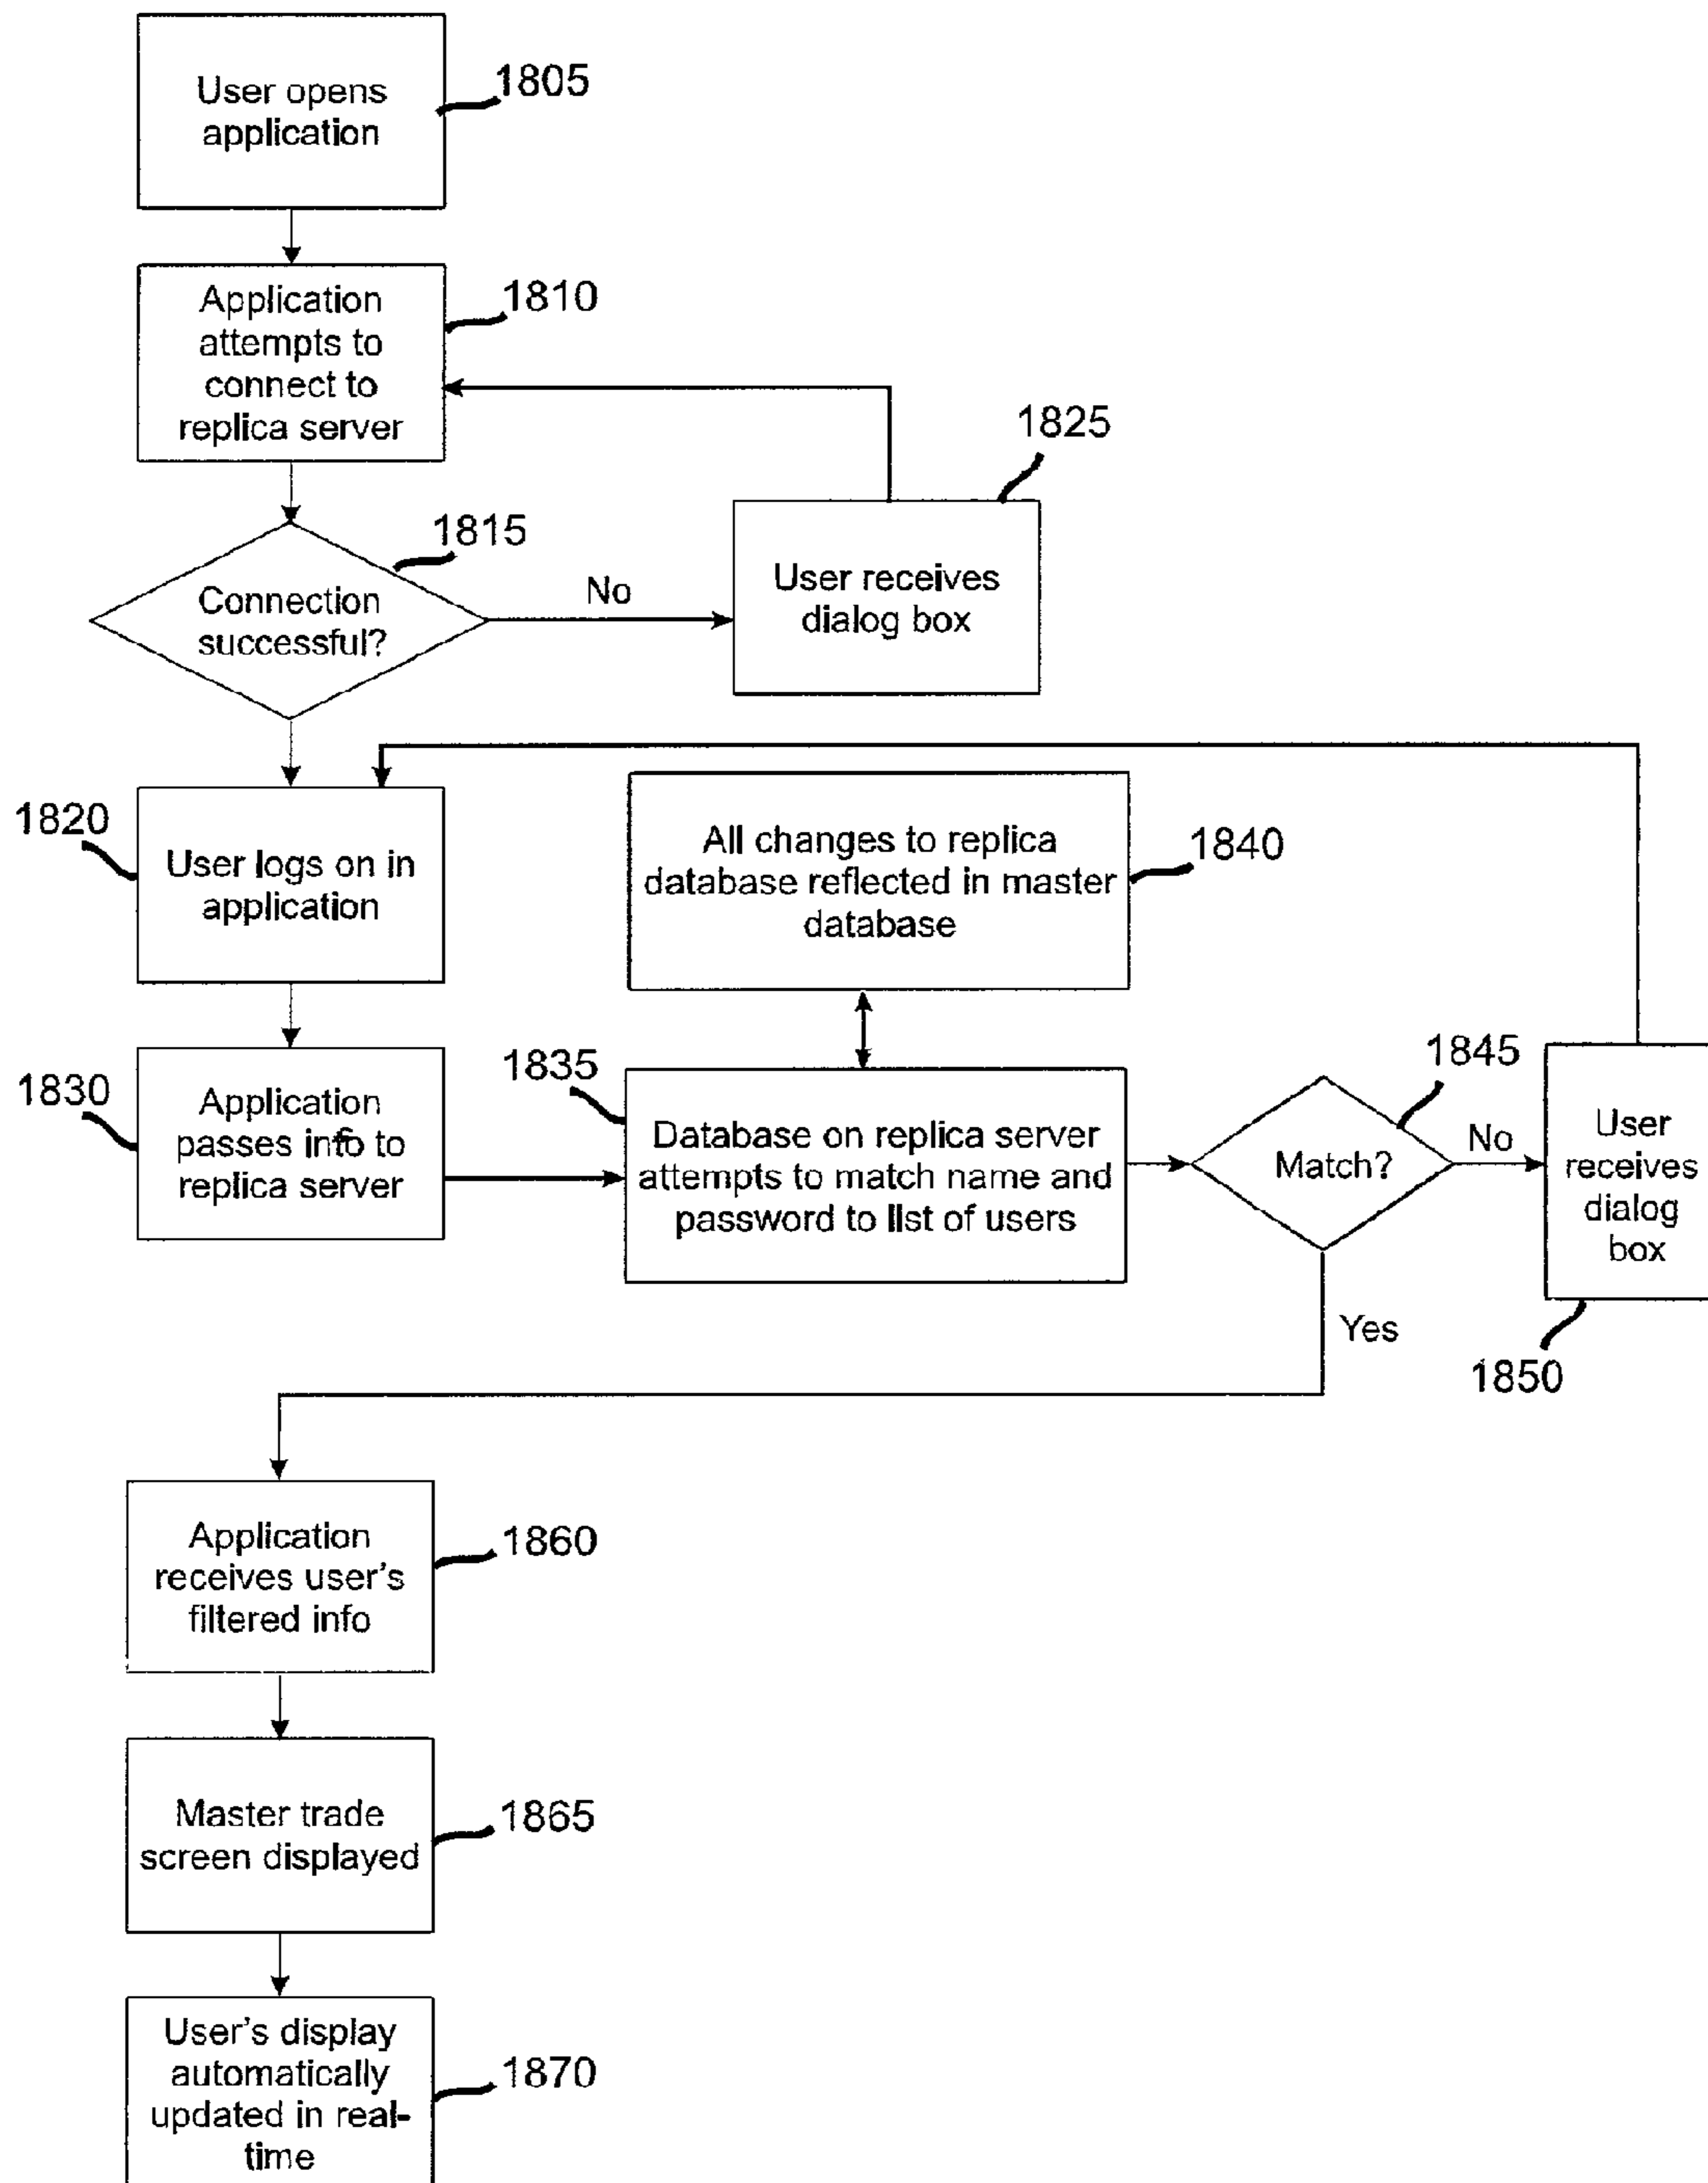 User opens
application
1805
Application
attempts to
connect to
replica server
1810
1825
1815
Connection
successful?
No
User receives
dialog box
1820
User logs on in
application
All changes to replica
database reflected in master
database
1840
1830
Application
passes info to
replica server
1835
Database on replica server
attempts to match name and
password to list of users
1845
Match?
No
User
receives
dialog
box
1850
Yes
Application
receives user's
filtered info
1860
Master trade
screen displayed
1865
User's display
automatically
updated in real-
time
1870